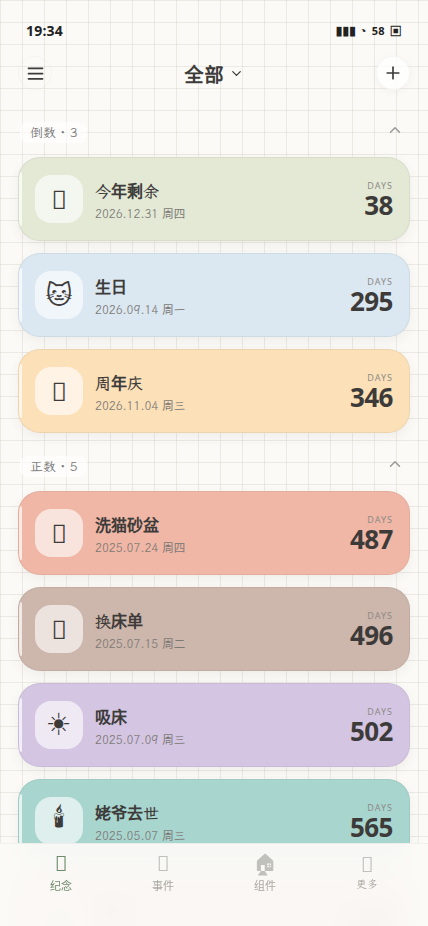 19:34
58
全部
倒数·3
今年剩余
2026.12.31 周四
DAYS
38
生日
2026.09.14 周一
DAYS
295
周年庆
2026.11.04 周三
DAYS
346
正数·5
洗猫砂盆
2025.07.24 周四
DAYS
487
换床单
2025.07.15 周二
DAYS
496
吸床
2025.07.09 周三
DAYS
502
姥爷去世
2025.05.07 周三
DAYS
565
纪念
事件
组件
更多